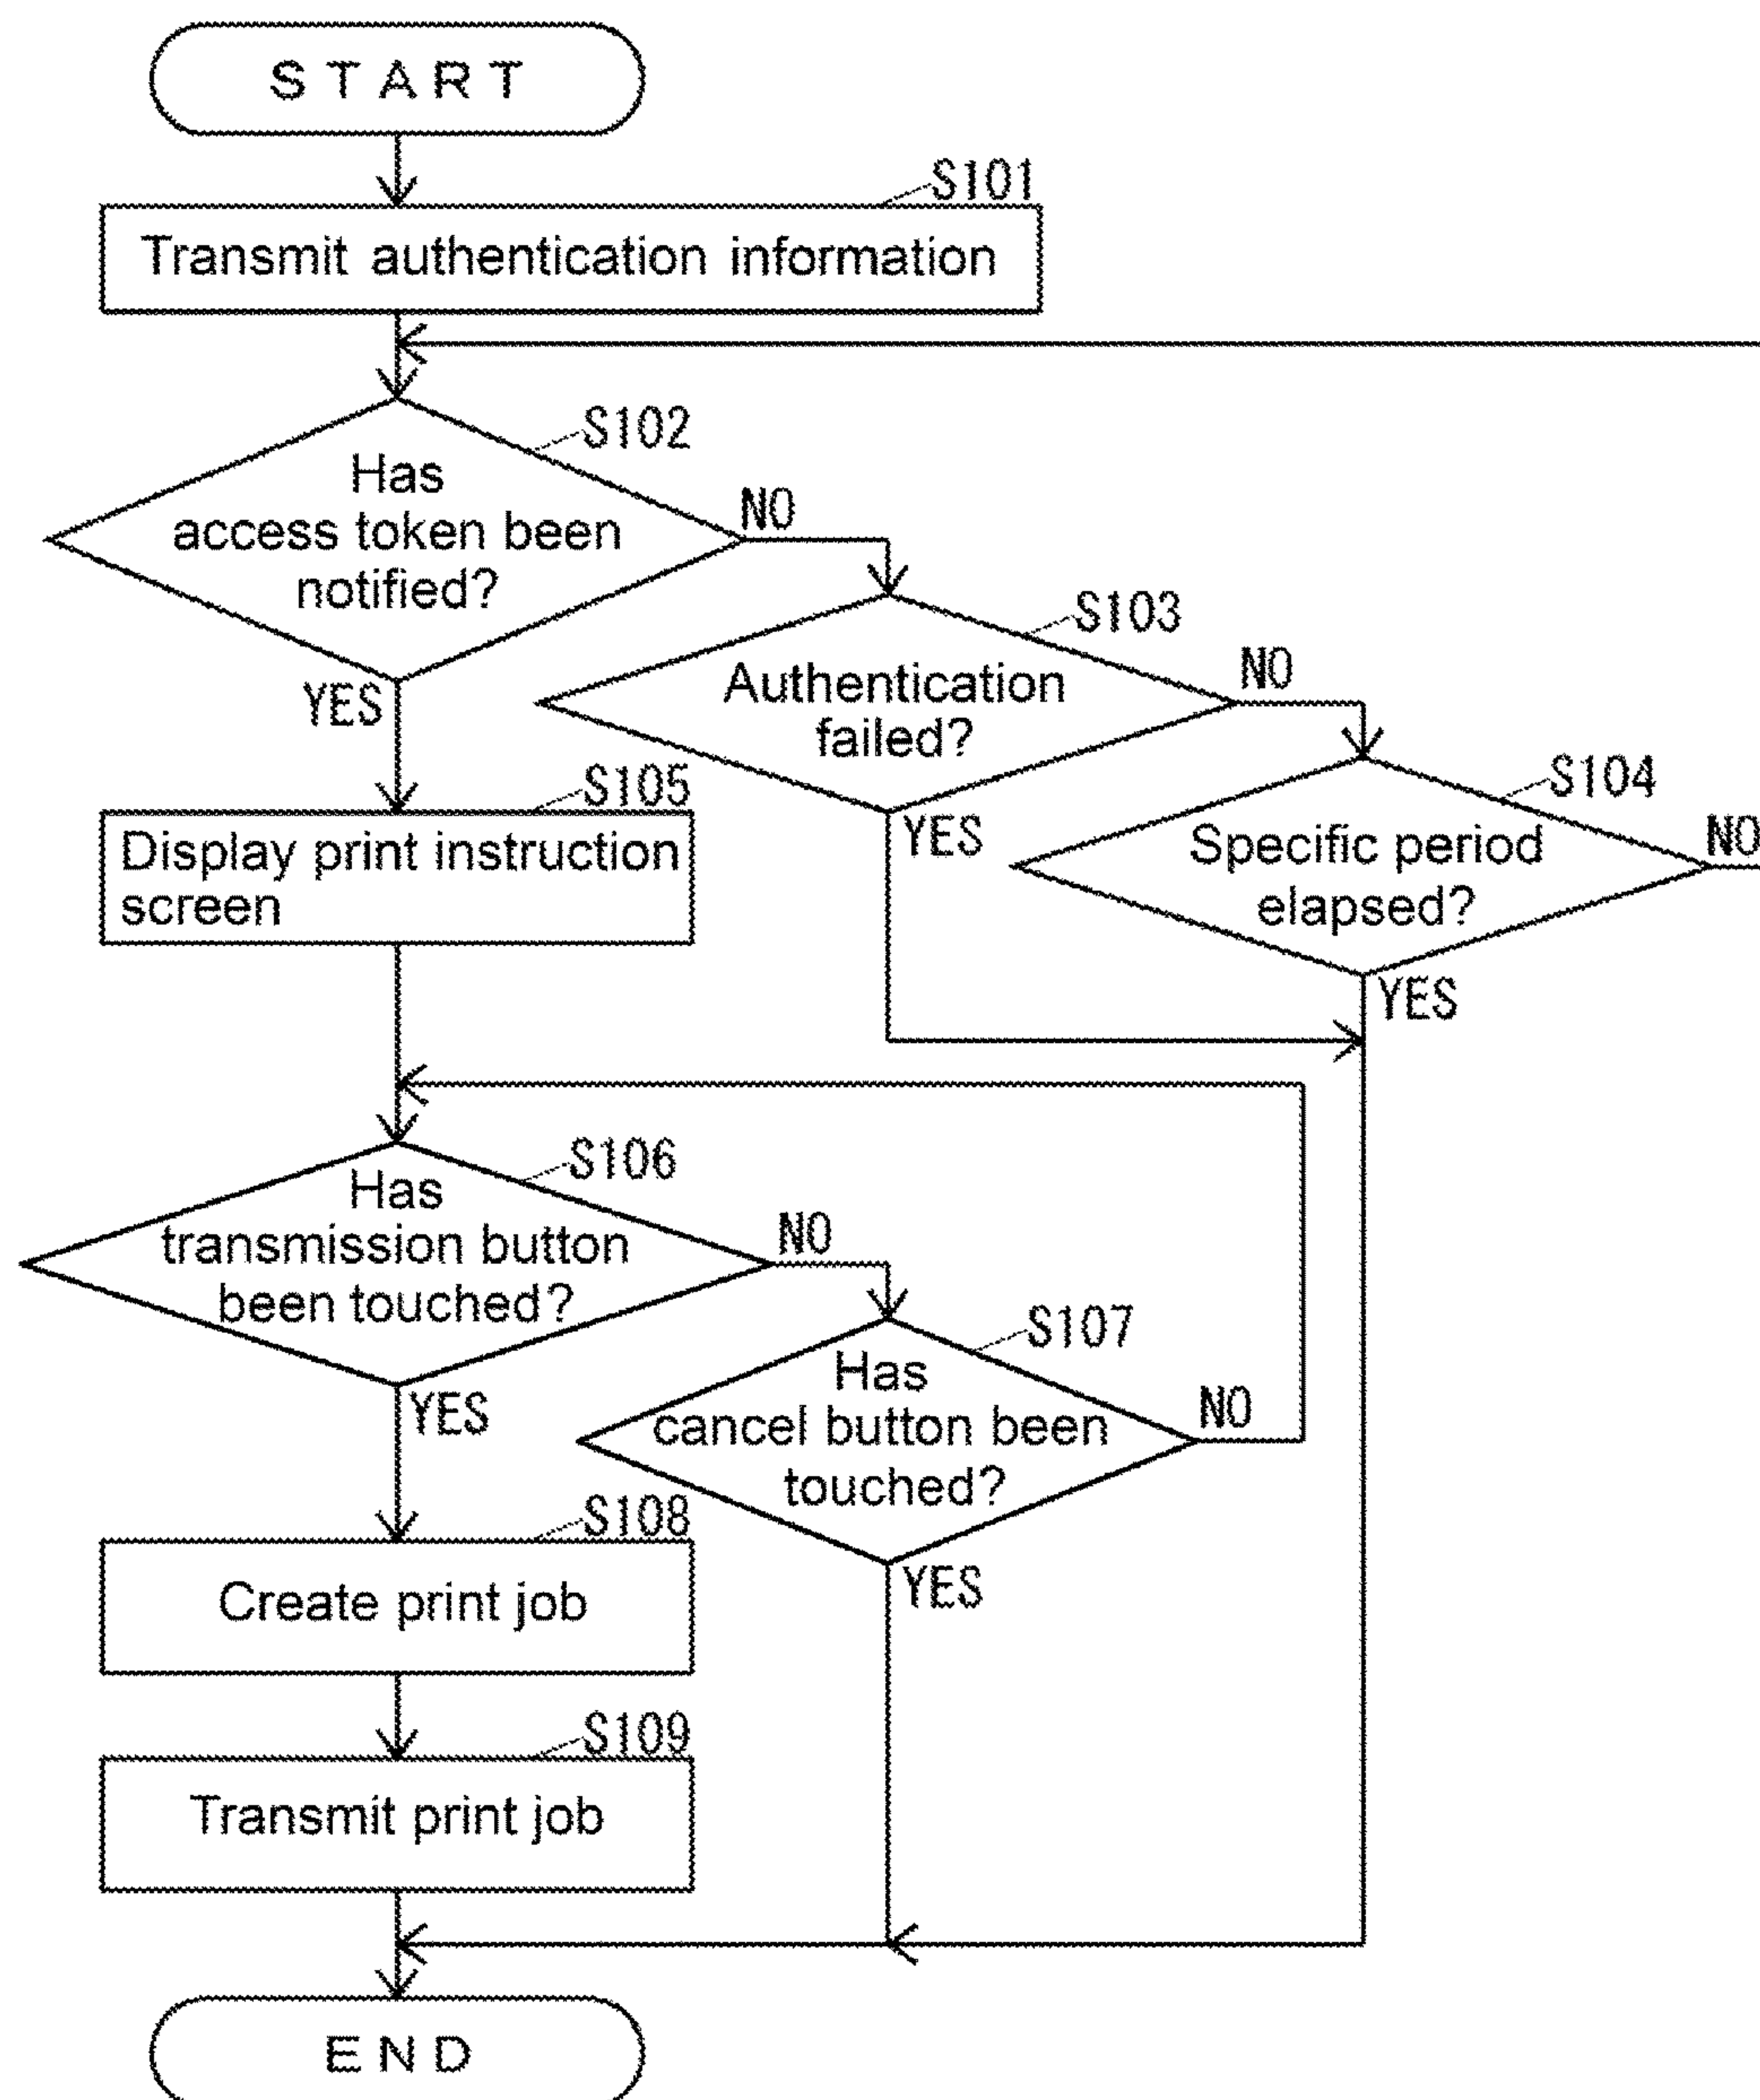 START
S101
Transmit authentication information
S102
Has
access token been
notified?
NO
YES
S103
Authentication
failed?
NO
YES
S104
Specific period
elapsed?
NO
YES
S105
Display print instruction
screen
S106
Has
transmission button
been touched?
NO
YES
S107
Has
cancel button been
touched?
NO
YES
S108
Create print job
S109
Transmit print job
END